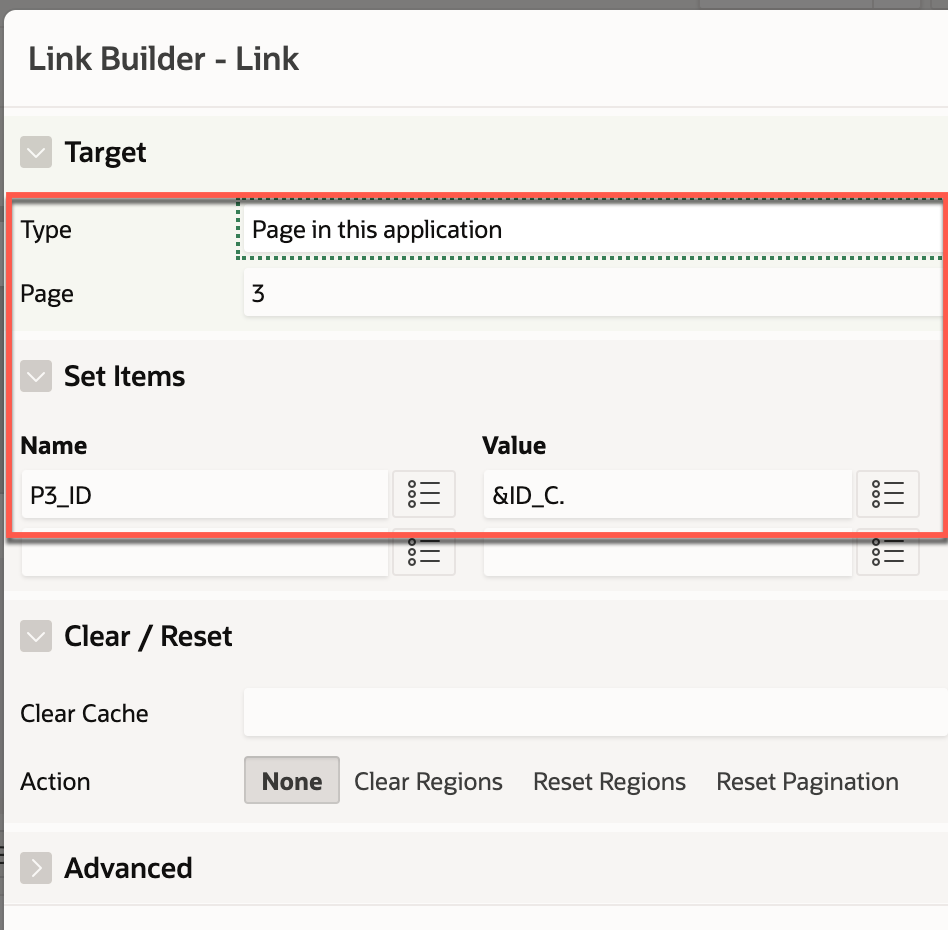 Link Builder - Link
Target
Type Page in this application
Page 3
Set Items
Name Value
P3_ID &ID_C.
Clear / Reset
Clear Cache
Action None Clear Regions Reset Regions Reset Pagination
Advanced